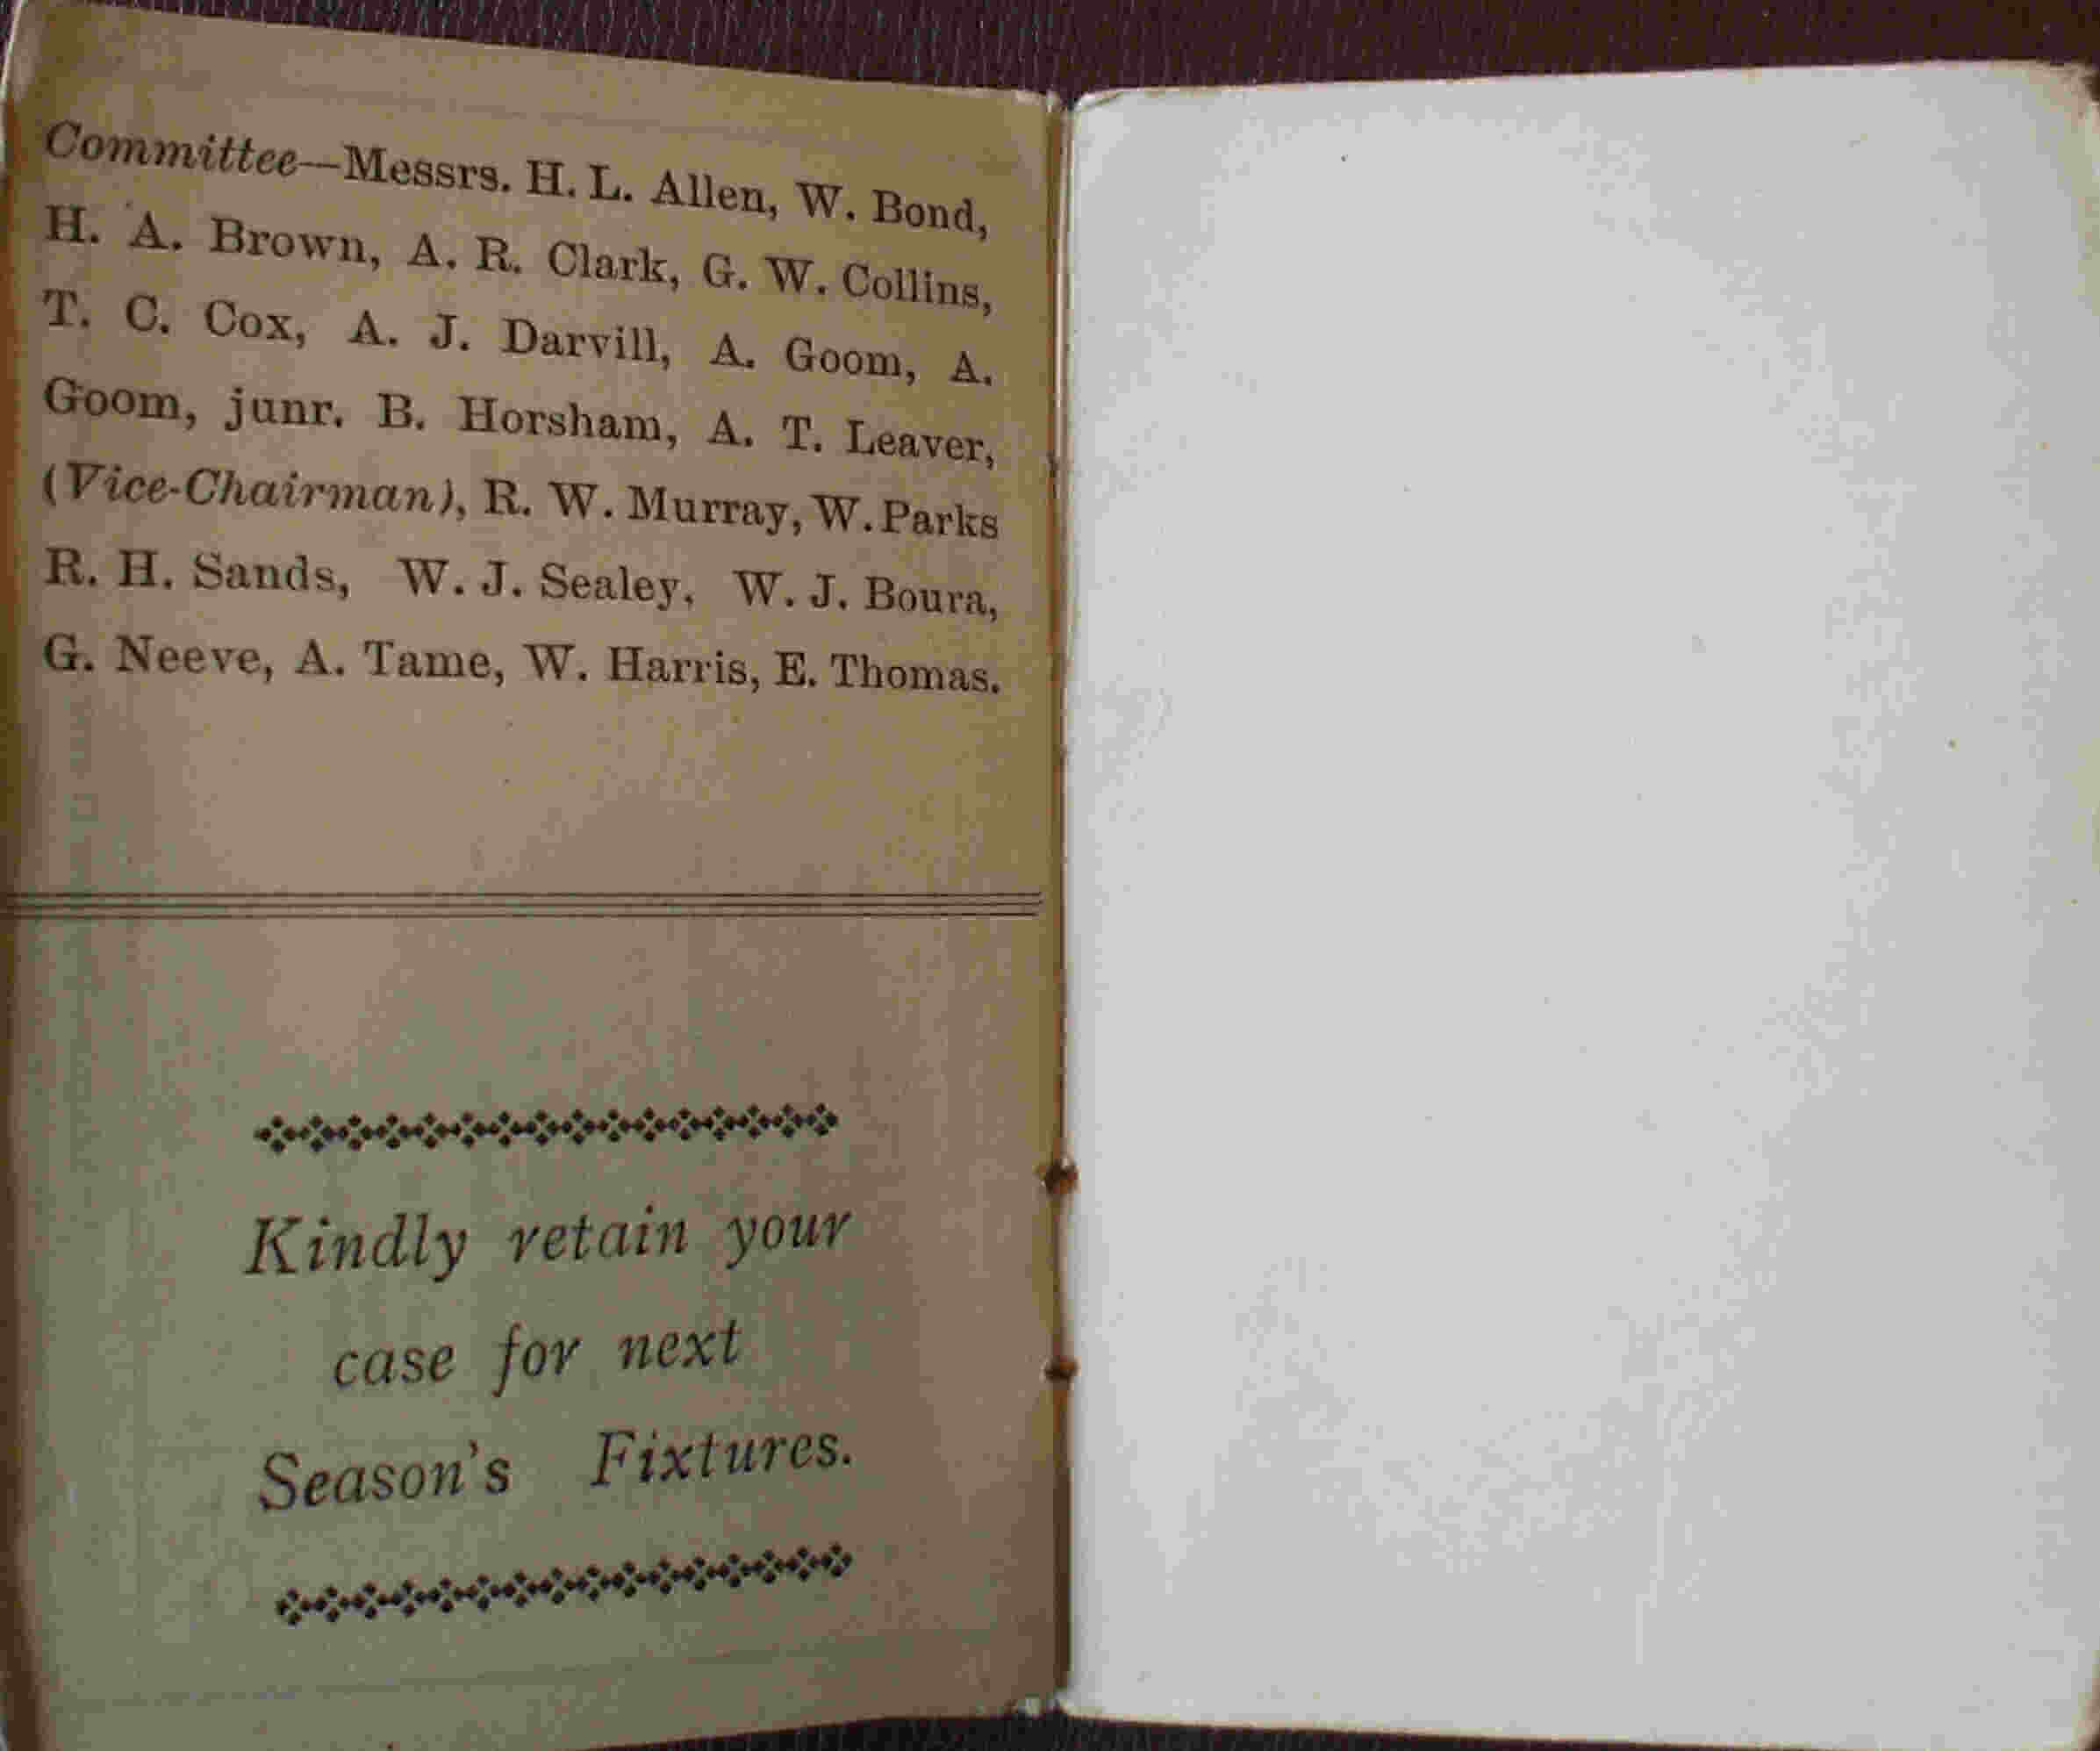 Committee—Messrs. H. L. Allen, W. Bond,
H. A. Brown, A. R. Clark, G. W. Collins,
T. C. Cox, A. J. Darvill, A. Goom, A.
Goom, junr. B. Horsham, A. T. Leaver,
(Vice-Chairman), R. W. Murray, W. Parks
R. H. Sands, W. J. Sealey, W. J. Boura,
G. Neeve, A. Tame, W. Harris, E. Thomas.
Kindly retain your
case for next
Season's Fixtures.